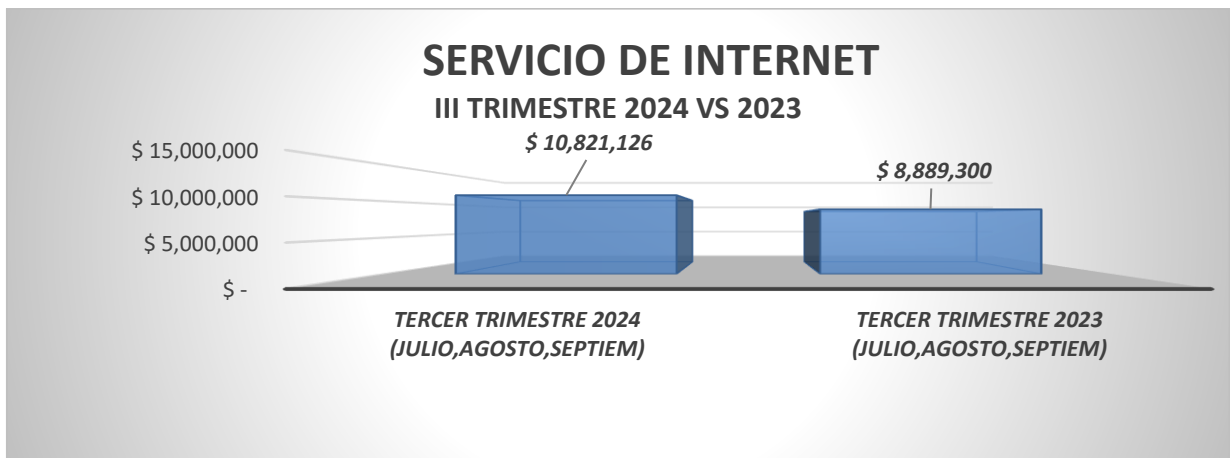 SERVICIO DE INTERNET
III TRIMESTRE 2024 VS 2023
$ 10,821,126
$ 8,889,300
$ 15,000,000
$ 10,000,000
$ 5,000,000
$ -
TERCER TRIMESTRE 2024
(JULIO,AGOSTO,SEPTIEM)
TERCER TRIMESTRE 2023
(JULIO,AGOSTO,SEPTIEM)